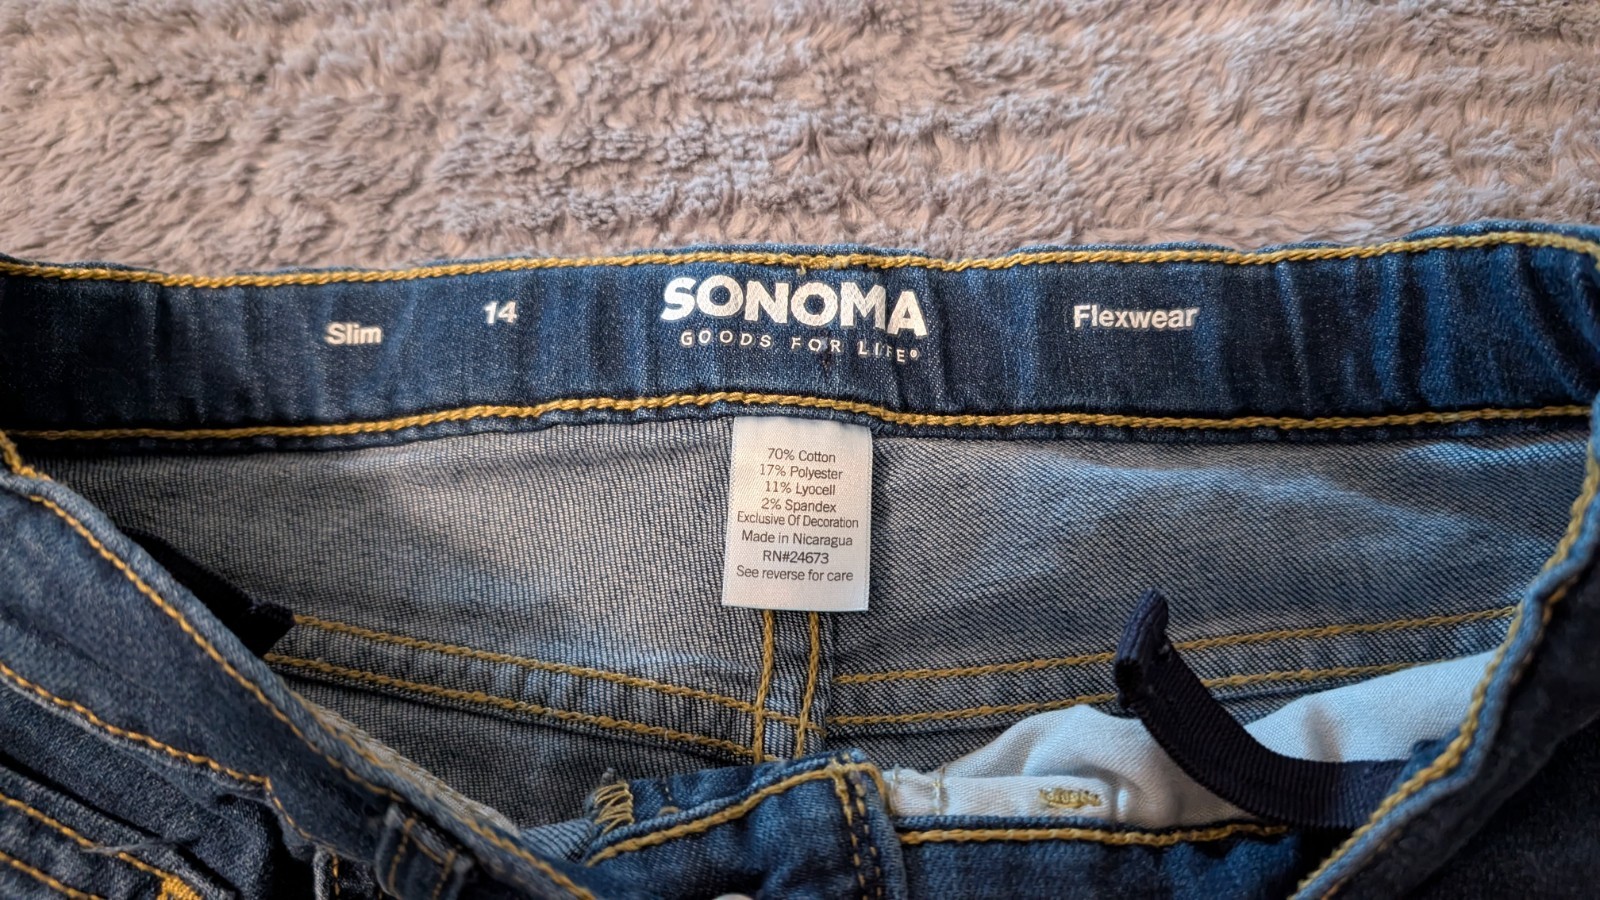 Slim
14
SONOMA
GOODS FOR LIFE®
Flexwear
70% Cotton
17% Polyester
11% Lyocell
2% Spandex
Exclusive Of Decoration
Made in Nicaragua
RN#24673
See reverse for care